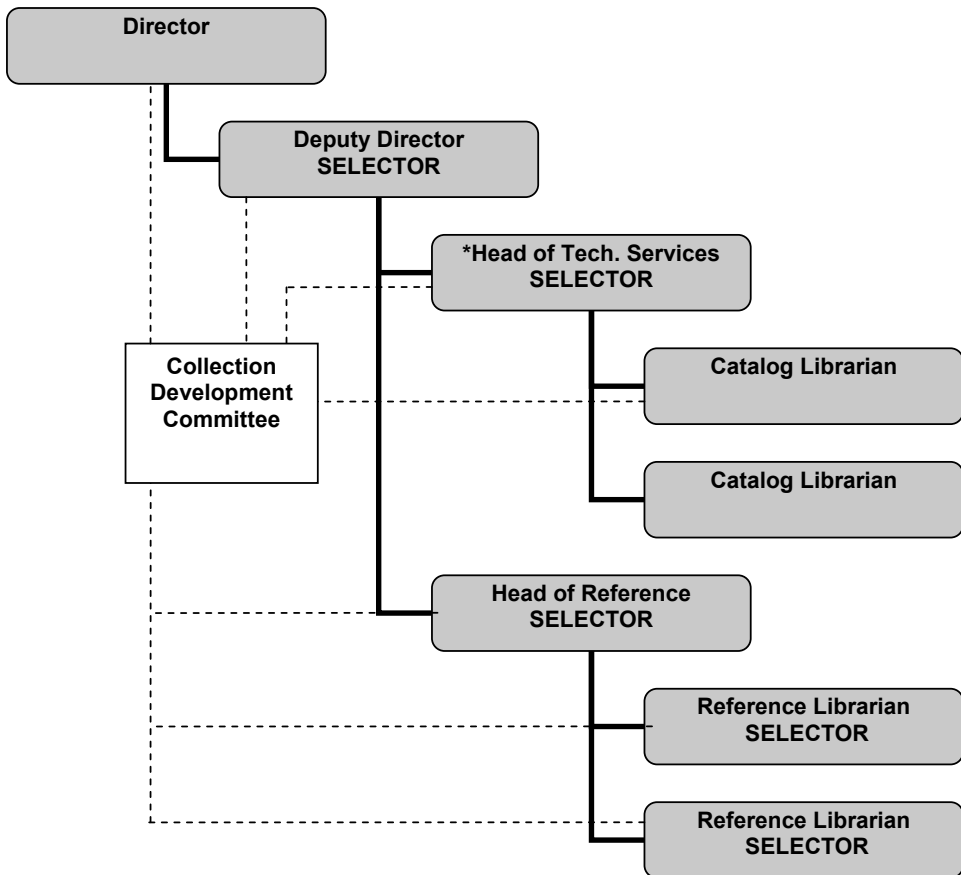 Director
Deputy Director
SELECTOR
*Head of Tech. Services
SELECTOR
Collection
Development
Committee
Catalog Librarian
Catalog Librarian
Head of Reference
SELECTOR
Reference Librarian
SELECTOR
Reference Librarian
SELECTOR